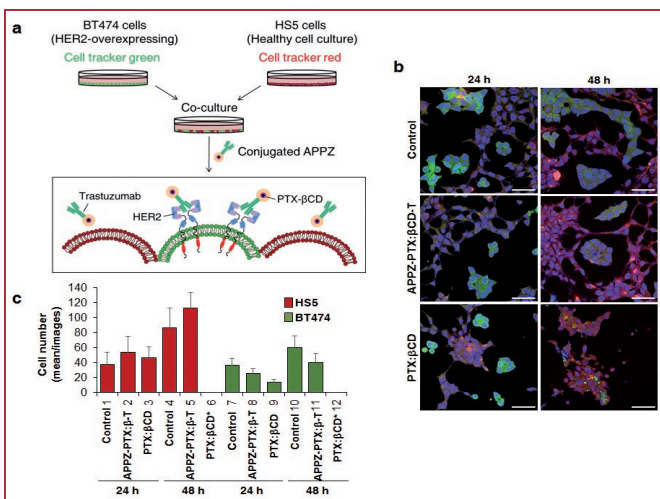 a
BT474 cells
(HER2-overexpressing)
Cell tracker green
HS5 cells
(Healthy cell culture)
Cell tracker red
Co-culture
Conjugated APPZ
Trastuzumab
HER2
PTX-βCD
b
24 h
48 h
Control
APPZ-PTX:βCD-T
PTX:βCD
c
HS5
BT474
Cell number
(mean/images)
140
120
100
80
60
40
20
0
Control 1
APPZ-PTX:β-T 2
PTX:βCD 3
Control 4
APPZ-PTX:β-T 5
PTX:βCD* 6
Control 7
APPZ-PTX:β-T 8
PTX:βCD 9
Control 10
APPZ-PTX:β-T 11
PTX:βCD* 12
24 h
48 h
24 h
48 h